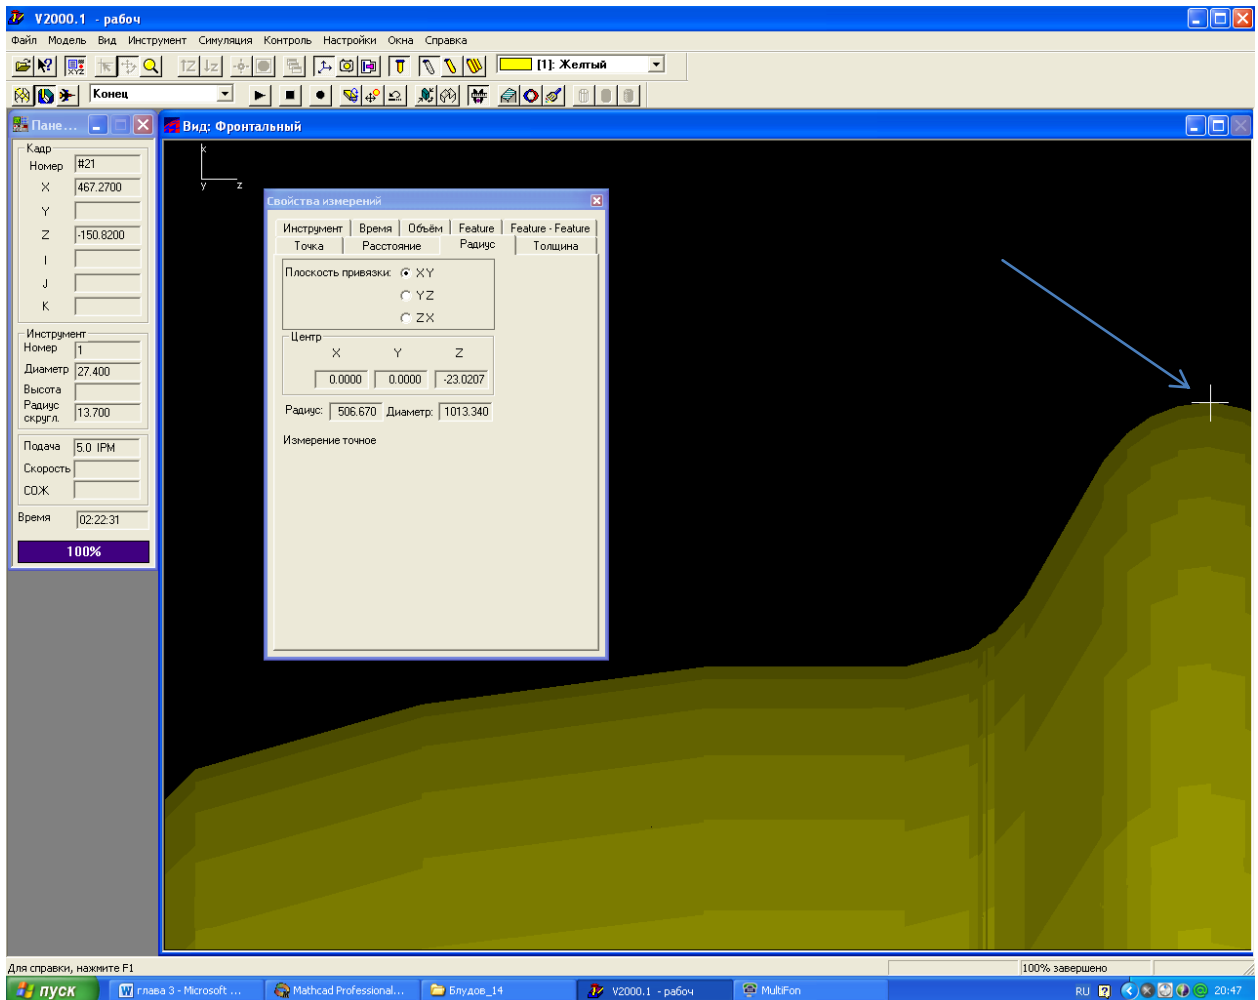 V2000.1 - рабоч
Файл Модель Вид Инструмент Симуляция Контроль Настройки Окна Справка
XYZ
[1]: Желтый
Конец
Пане...
Вид: Фронтальный
Кадр
Номер #21
X 467.2700
Y
Z -150.8200
I
J
K
Инструмент
Номер 1
Диаметр 27.400
Высота
Радиус скругл. 13.700
Подача 5.0 IPM
Скорость
СОЖ
Время 02:22:31
100%
x
y z
Свойства измерений
Инструмент Время Объём Feature Feature - Feature
Точка Расстояние Радиус Толщина
Плоскость привязки: XY
YZ
ZX
Центр
X Y Z
0.0000 0.0000 -23.0207
Радиус: 506.670 Диаметр: 1013.340
Измерение точное
Для справки, нажмите F1
100% завершено
пуск
глава 3 - Microsoft ...
Mathcad Professional...
Блудов_14
V2000.1 - рабоч
MultiFon
RU
20:47